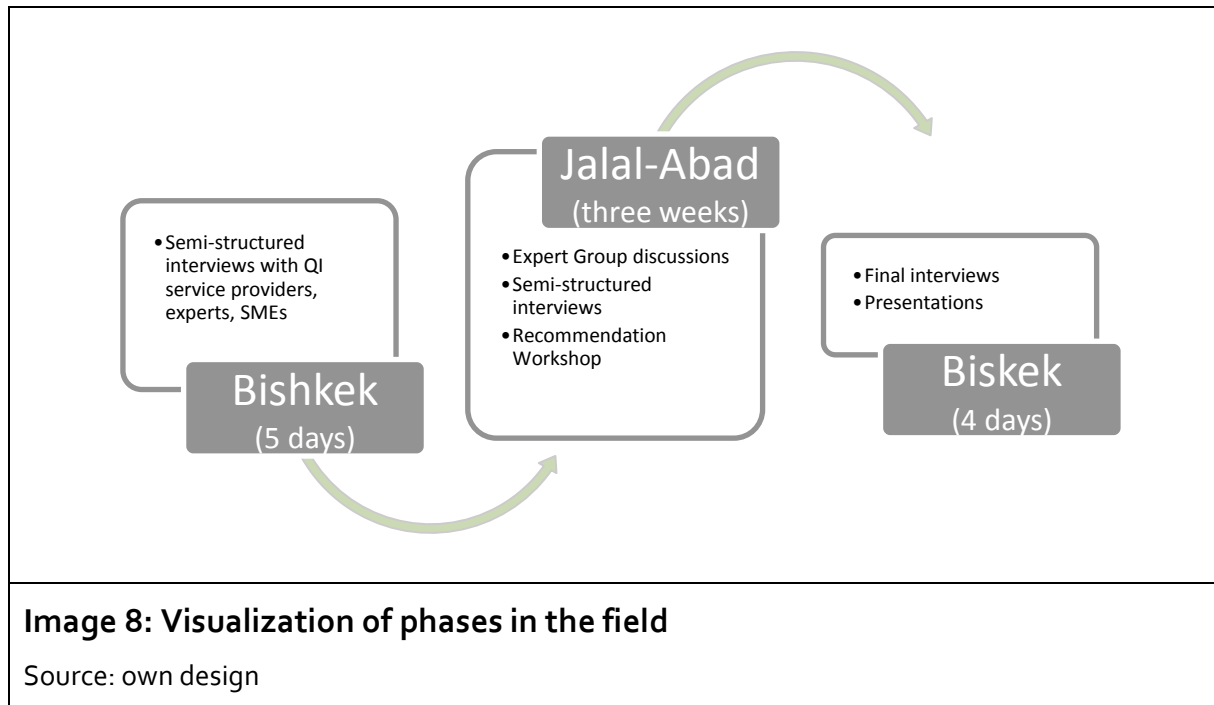 •Semi-structured
interviews with QI
service providers,
experts, SMEs
Bishkek
(5 days)
Jalal-Abad
(three weeks)
•Expert Group discussions
•Semi-structured
interviews
•Recommendation
Workshop
•Final interviews
•Presentations
Biskek
(4 days)
Image 8: Visualization of phases in the field
Source: own design